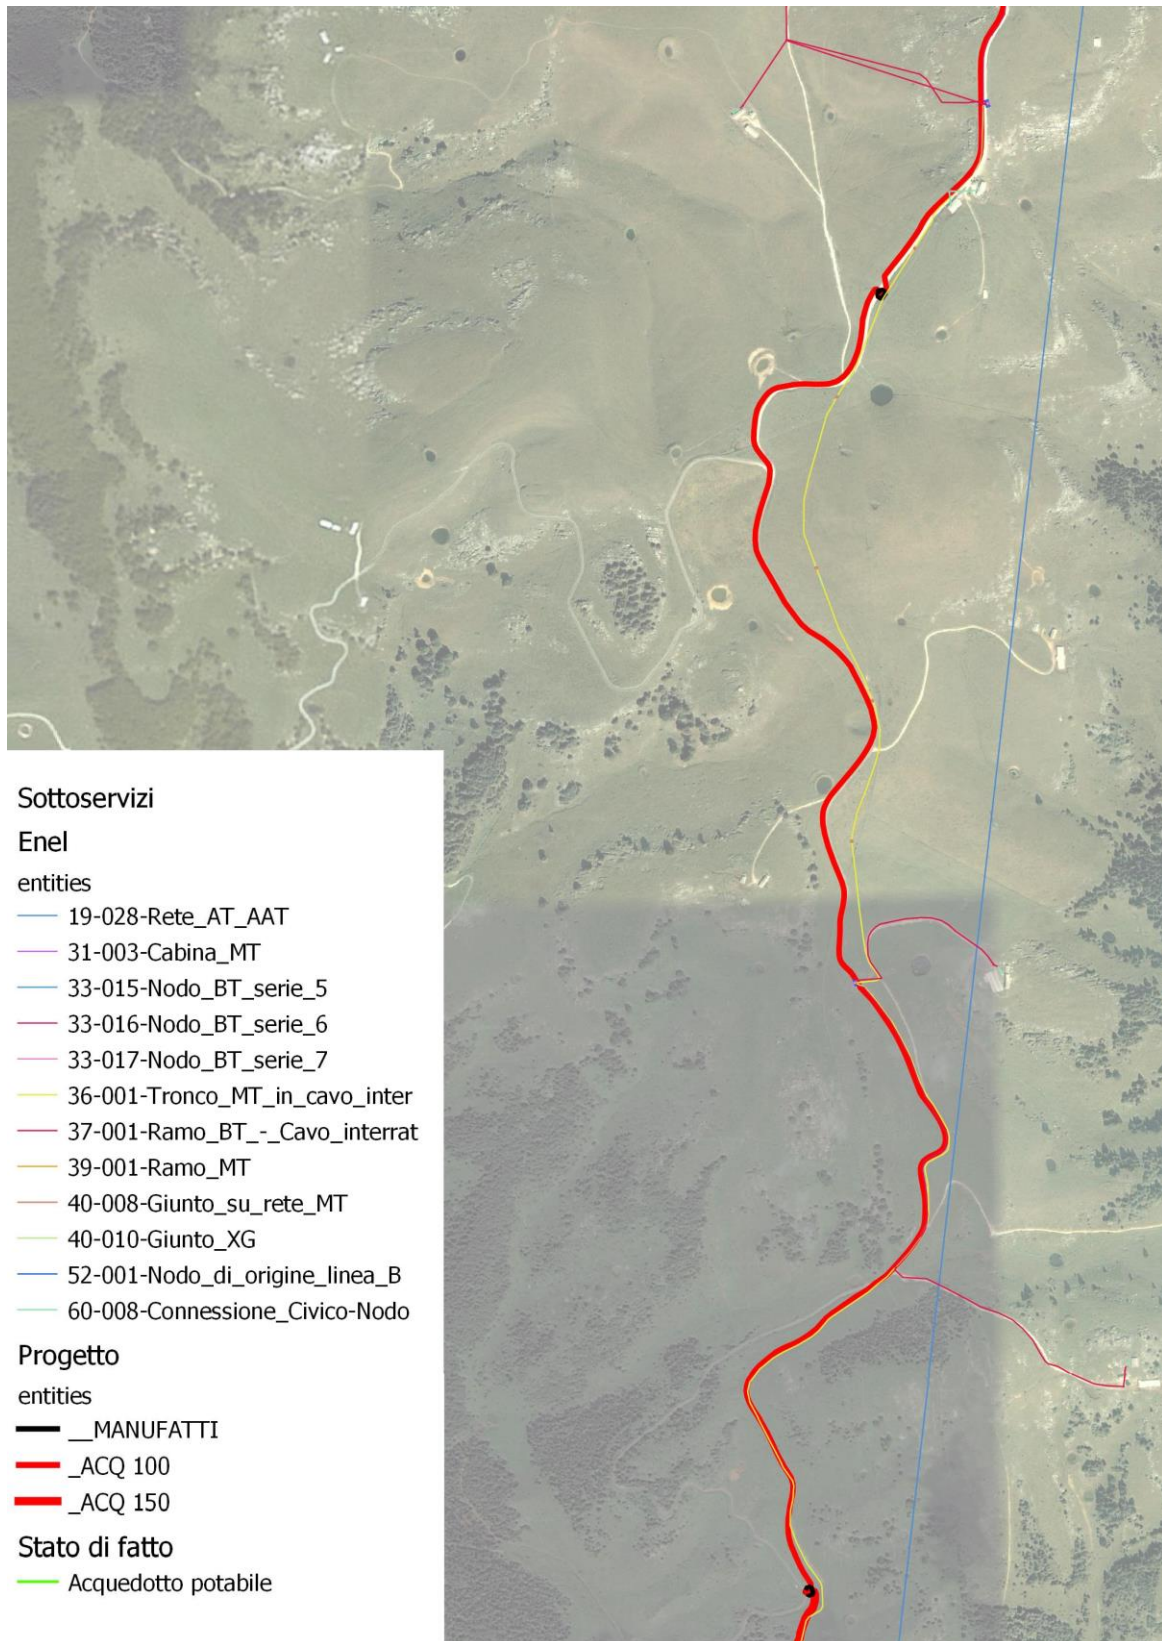 Sottoservizi
Enel
entities
19-028-Rete_AT_AAT
31-003-Cabina_MT
33-015-Nodo_BT_serie_5
33-016-Nodo_BT_serie_6
33-017-Nodo_BT_serie_7
36-001-Tronco_MT_in_cavo_inter
37-001-Ramo_BT_-_Cavo_interrat
39-001-Ramo_MT
40-008-Giunto_su_rete_MT
40-010-Giunto_XG
52-001-Nodo_di_origine_linea_B
60-008-Connessione_Civico-Nodo
Progetto
entities
__MANUFATTI
_ACQ 100
_ACQ 150
Stato di fatto
Acquedotto potabile